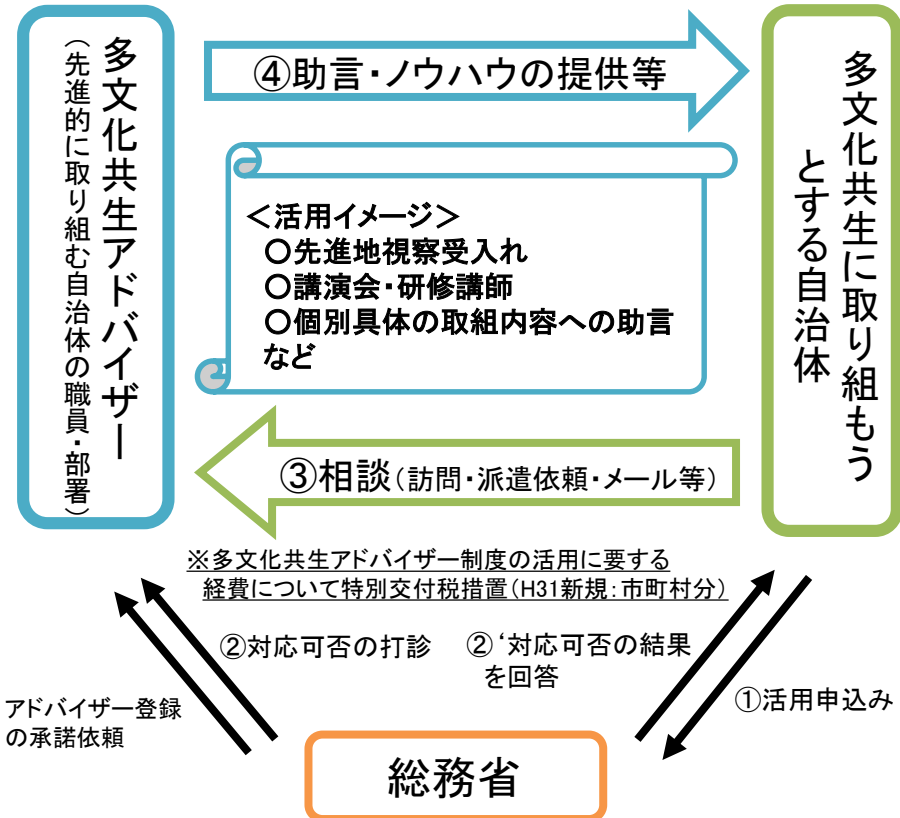 多文化共生アドバイザー
（先進的に取り組む自治体の職員・部署）
④助言・ノウハウの提供等
多文化共生に取り組もう
とする自治体
＜活用イメージ＞
○先進地視察受入れ
○講演会・研修講師
○個別具体の取組内容への助言
など
③相談（訪問・派遣依頼・メール等）
※多文化共生アドバイザー制度の活用に要する
経費について特別交付税措置（H31新規：市町村分）
②対応可否の打診
②‘対応可否の結果
を回答
①活用申込み
アドバイザー登録
の承諾依頼
総務省